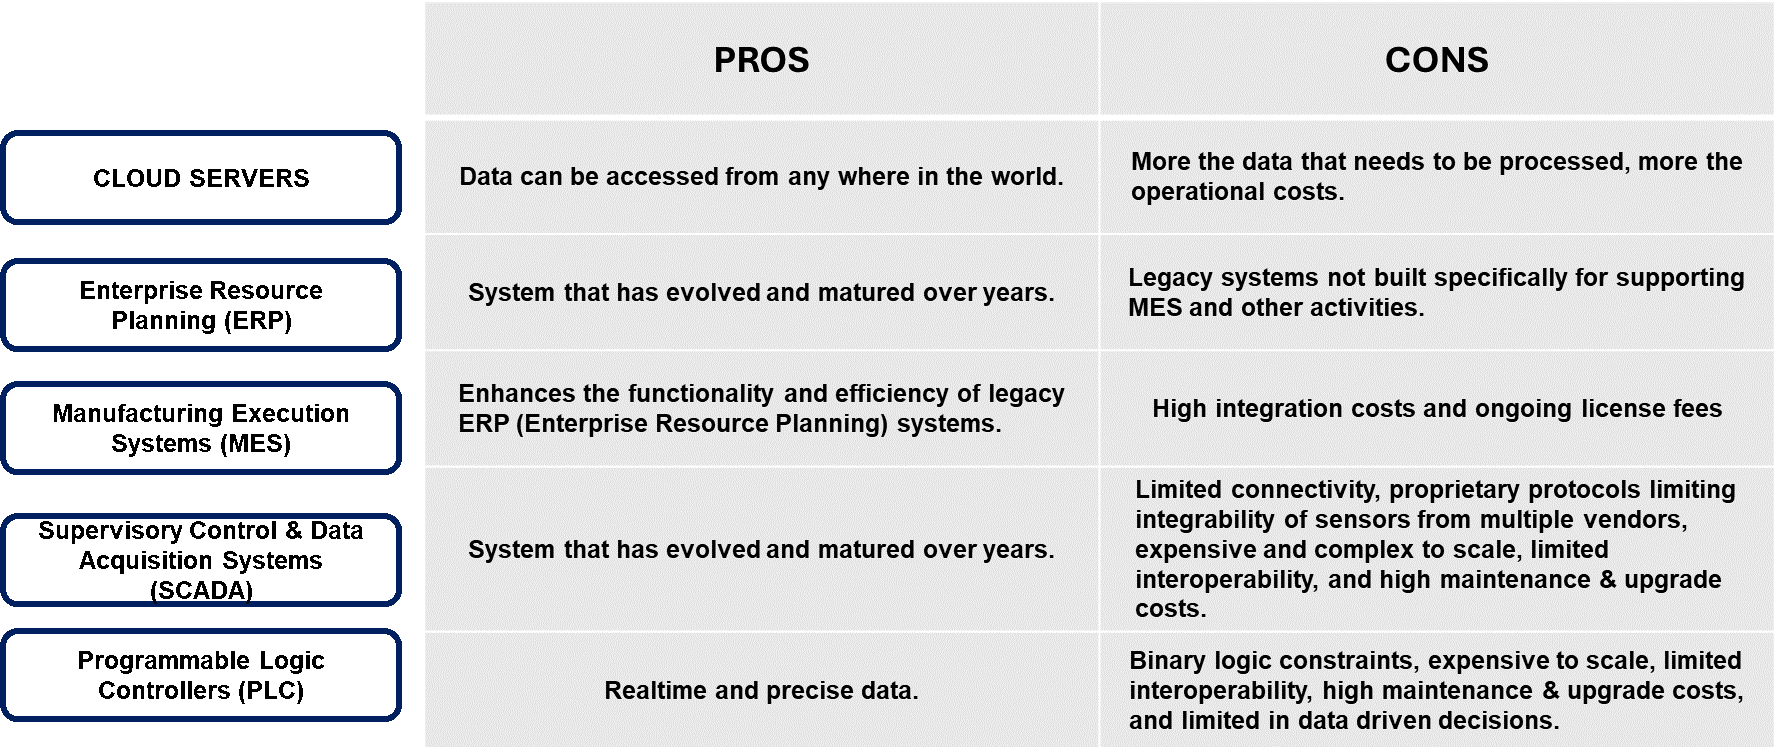 PROS
CONS
CLOUD SERVERS
Data can be accessed from any where in the world.
More the data that needs to be processed, more the
operational costs.
Enterprise Resource
Planning (ERP)
System that has evolved and matured over years.
Legacy systems not built specifically for supporting
MES and other activities.
Manufacturing Execution
Systems (MES)
Enhances the functionality and efficiency of legacy
ERP (Enterprise Resource Planning) systems.
High integration costs and ongoing license fees
Supervisory Control & Data
Acquisition Systems
(SCADA)
System that has evolved and matured over years.
Limited connectivity, proprietary protocols limiting
integrability of sensors from multiple vendors,
expensive and complex to scale, limited
interoperability, and high maintenance & upgrade
costs.
Programmable Logic
Controllers (PLC)
Realtime and precise data.
Binary logic constraints, expensive to scale, limited
interoperability, high maintenance & upgrade costs,
and limited in data driven decisions.